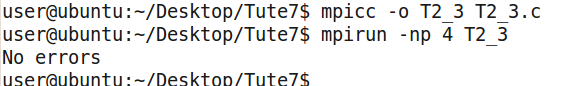 user@ubuntu:~/Desktop/Tute7$ mpicc -o T2_3 T2_3.c
user@ubuntu:~/Desktop/Tute7$ mpirun -np 4 T2_3
No errors
user@ubuntu:~/Desktop/Tute7$